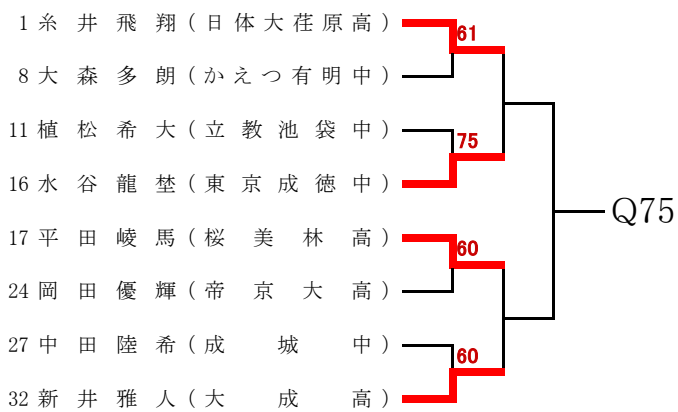 1 糸井飛翔(日体大荏原高)
61
8 大森多朗(かえつ有明中)
11 植松希大(立教池袋中)
75
16 水谷龍埜(東京成徳中)
Q75
17 平田崚馬(桜美林高)
60
24 岡田優輝(帝京大高)
27 中田陸希(成城中)
60
32 新井雅人(大成高)